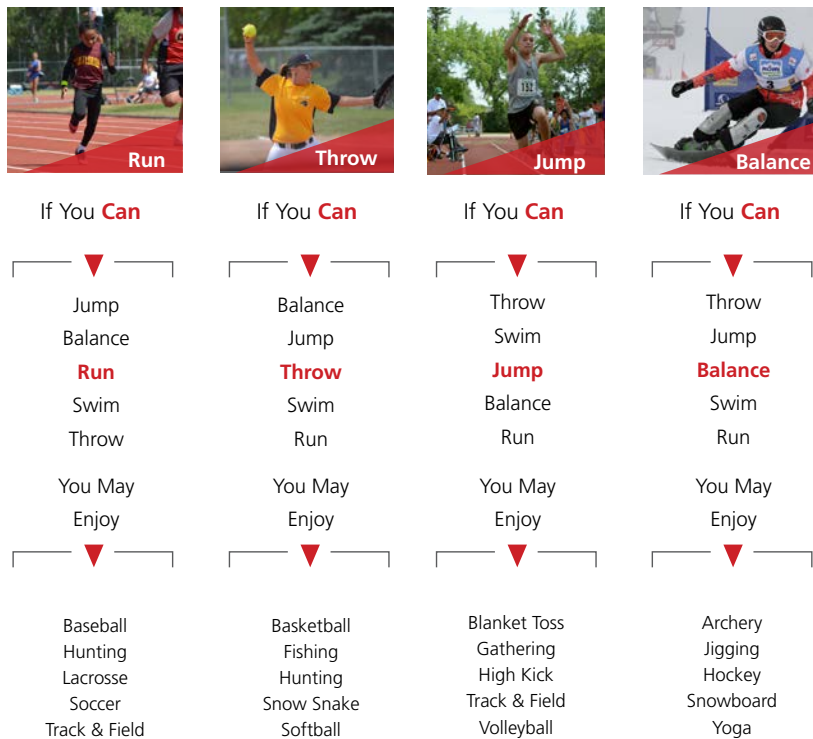 Run
If You Can
Jump
Balance
Run
Swim
Throw
You May
Enjoy
Baseball
Hunting
Lacrosse
Soccer
Track & Field
Throw
If You Can
Balance
Jump
Throw
Swim
Run
You May
Enjoy
Basketball
Fishing
Hunting
Snow Snake
Softball
132
Jump
If You Can
Throw
Swim
Jump
Balance
Run
You May
Enjoy
Blanket Toss
Gathering
High Kick
Track & Field
Volleyball
3
Balance
If You Can
Throw
Jump
Balance
Swim
Run
You May
Enjoy
Archery
Jigging
Hockey
Snowboard
Yoga